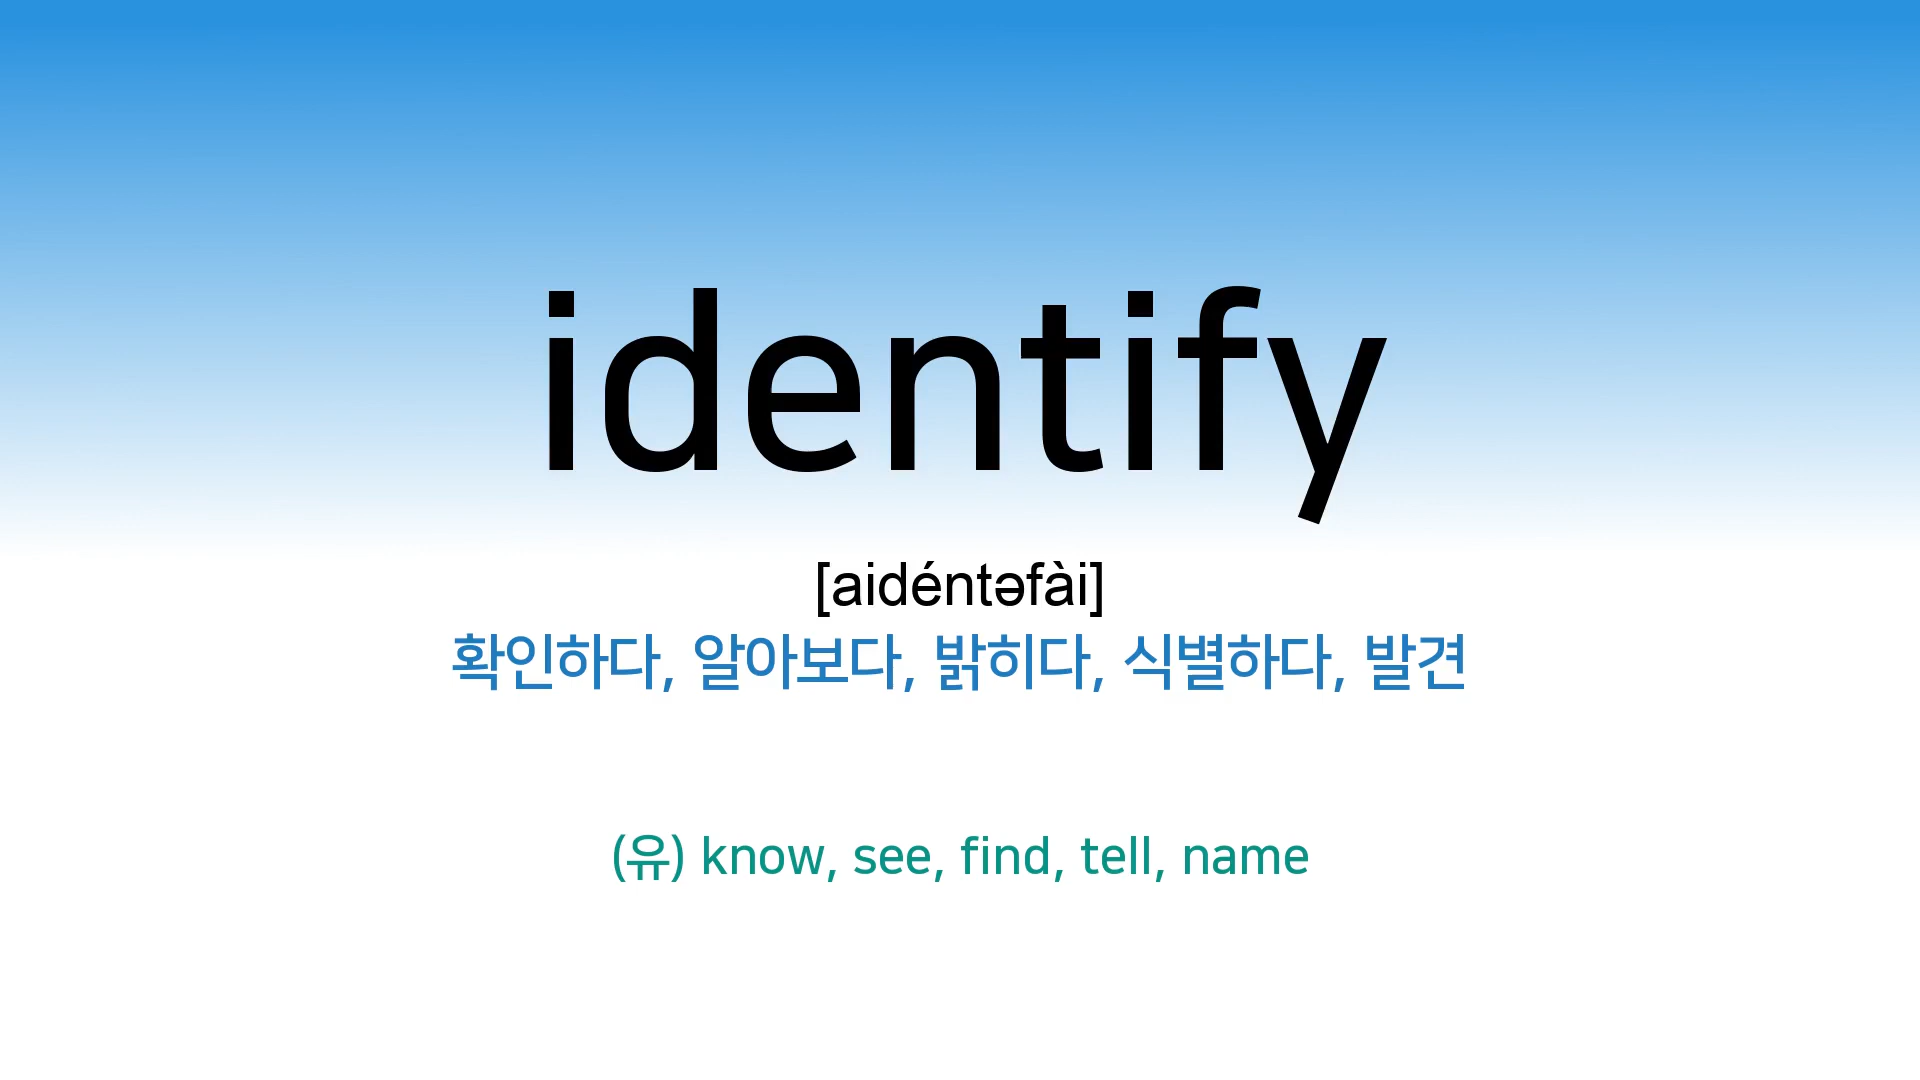 identify
[aidéntəfài]
확인하다, 알아보다, 밝히다, 식별하다, 발견
(유) know, see, find, tell, name